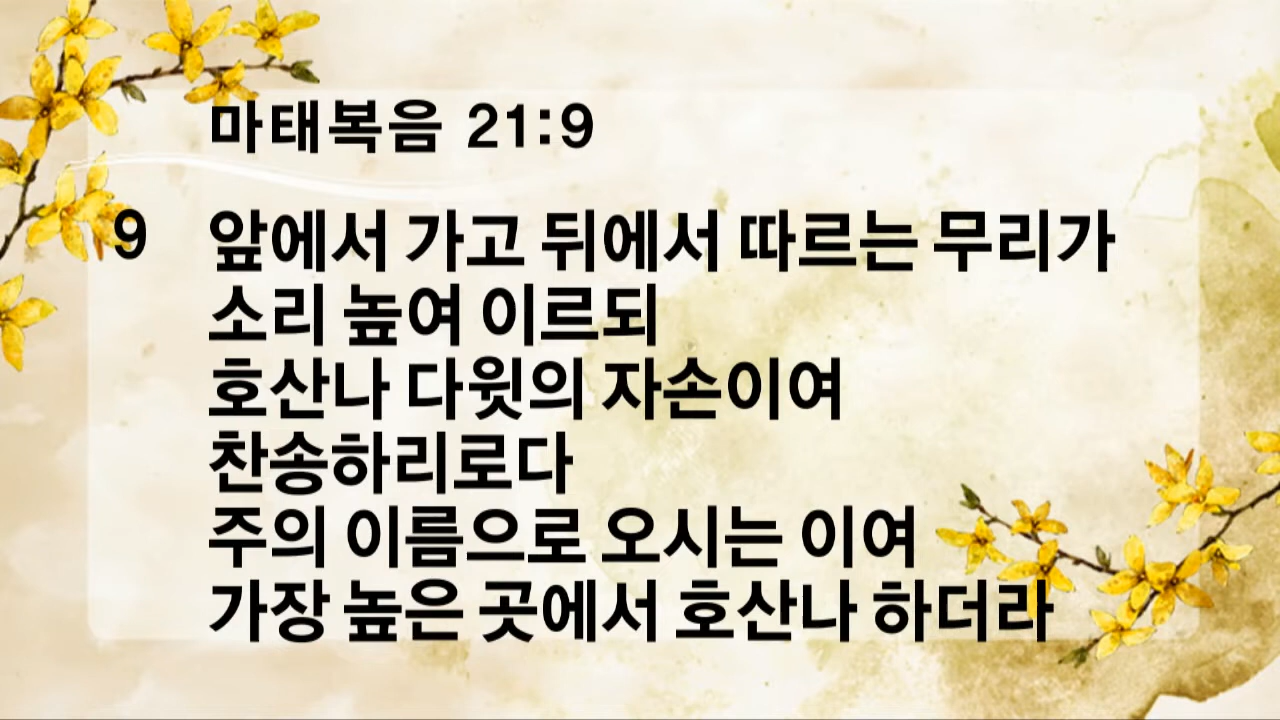 마태복음 21:9
9 앞에서 가고 뒤에서 따르는 무리가
소리 높여 이르되
호산나 다윗의 자손이여
찬송하리로다
주의 이름으로 오시는 이여
가장 높은 곳에서 호산나 하더라